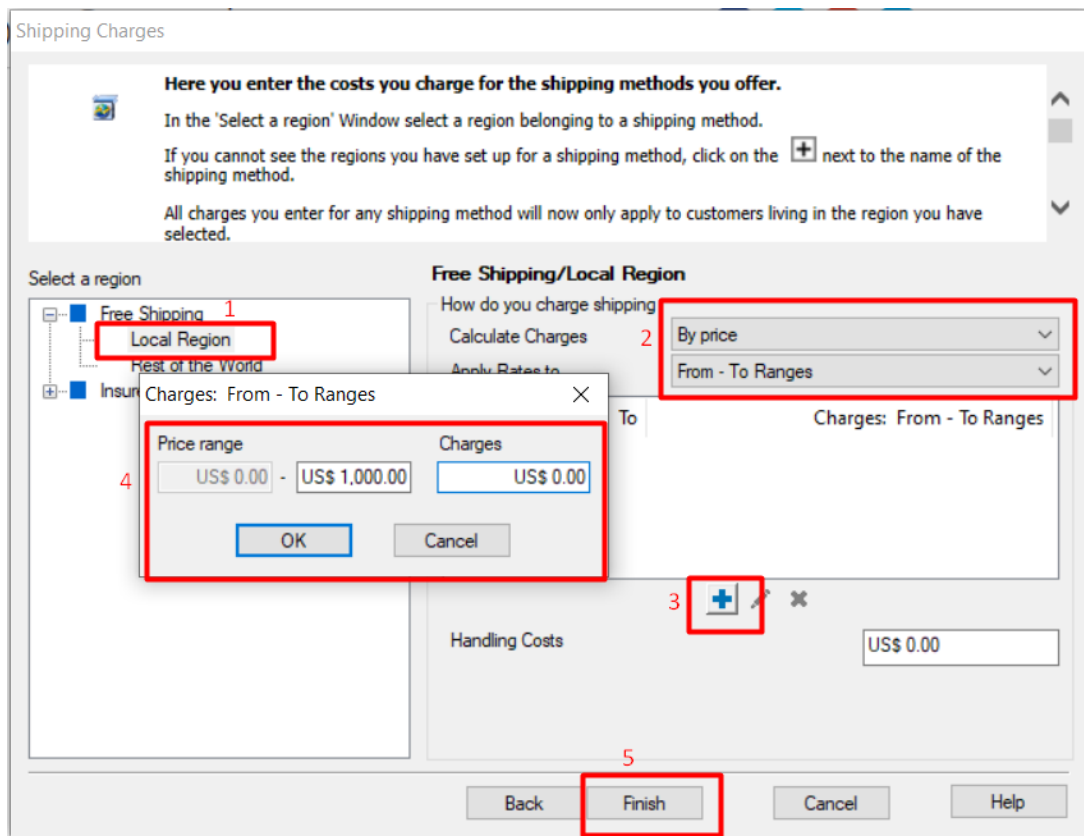 Shipping Charges
Here you enter the costs you charge for the shipping methods you offer.
In the 'Select a region' Window select a region belonging to a shipping method.
If you cannot see the regions you have set up for a shipping method, click on the + next to the name of the
shipping method.
All charges you enter for any shipping method will now only apply to customers living in the region you have
selected.
Select a region
Free Shipping
1
Local Region
Rest of the World
Free Shipping/Local Region
How do you charge shipping
Calculate Charges
2
By price
Apply Rates to
From - To Ranges
To
Charges: From - To Ranges
Charges: From - To Ranges
4
Price range
Charges
US$ 0.00 - US$ 1,000.00
US$ 0.00
OK
Cancel
3
Handling Costs
US$ 0.00
5
Back
Finish
Cancel
Help